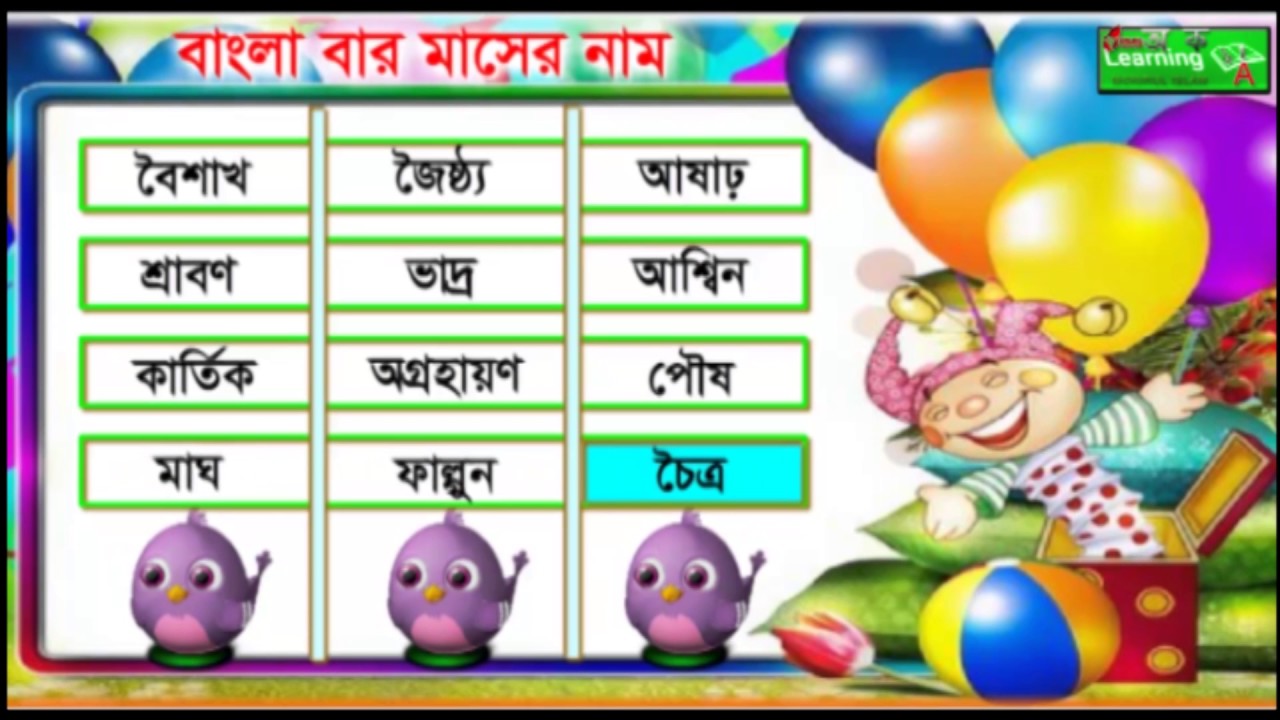 বাংলা বার মাসের নাম
অ ক
Learning
A
বৈশাখ জৈষ্ঠ্য আষাঢ়
শ্রাবণ ভাদ্র আশ্বিন
কার্তিক অগ্রহায়ণ পৌষ
মাঘ ফাল্গুন চৈত্র